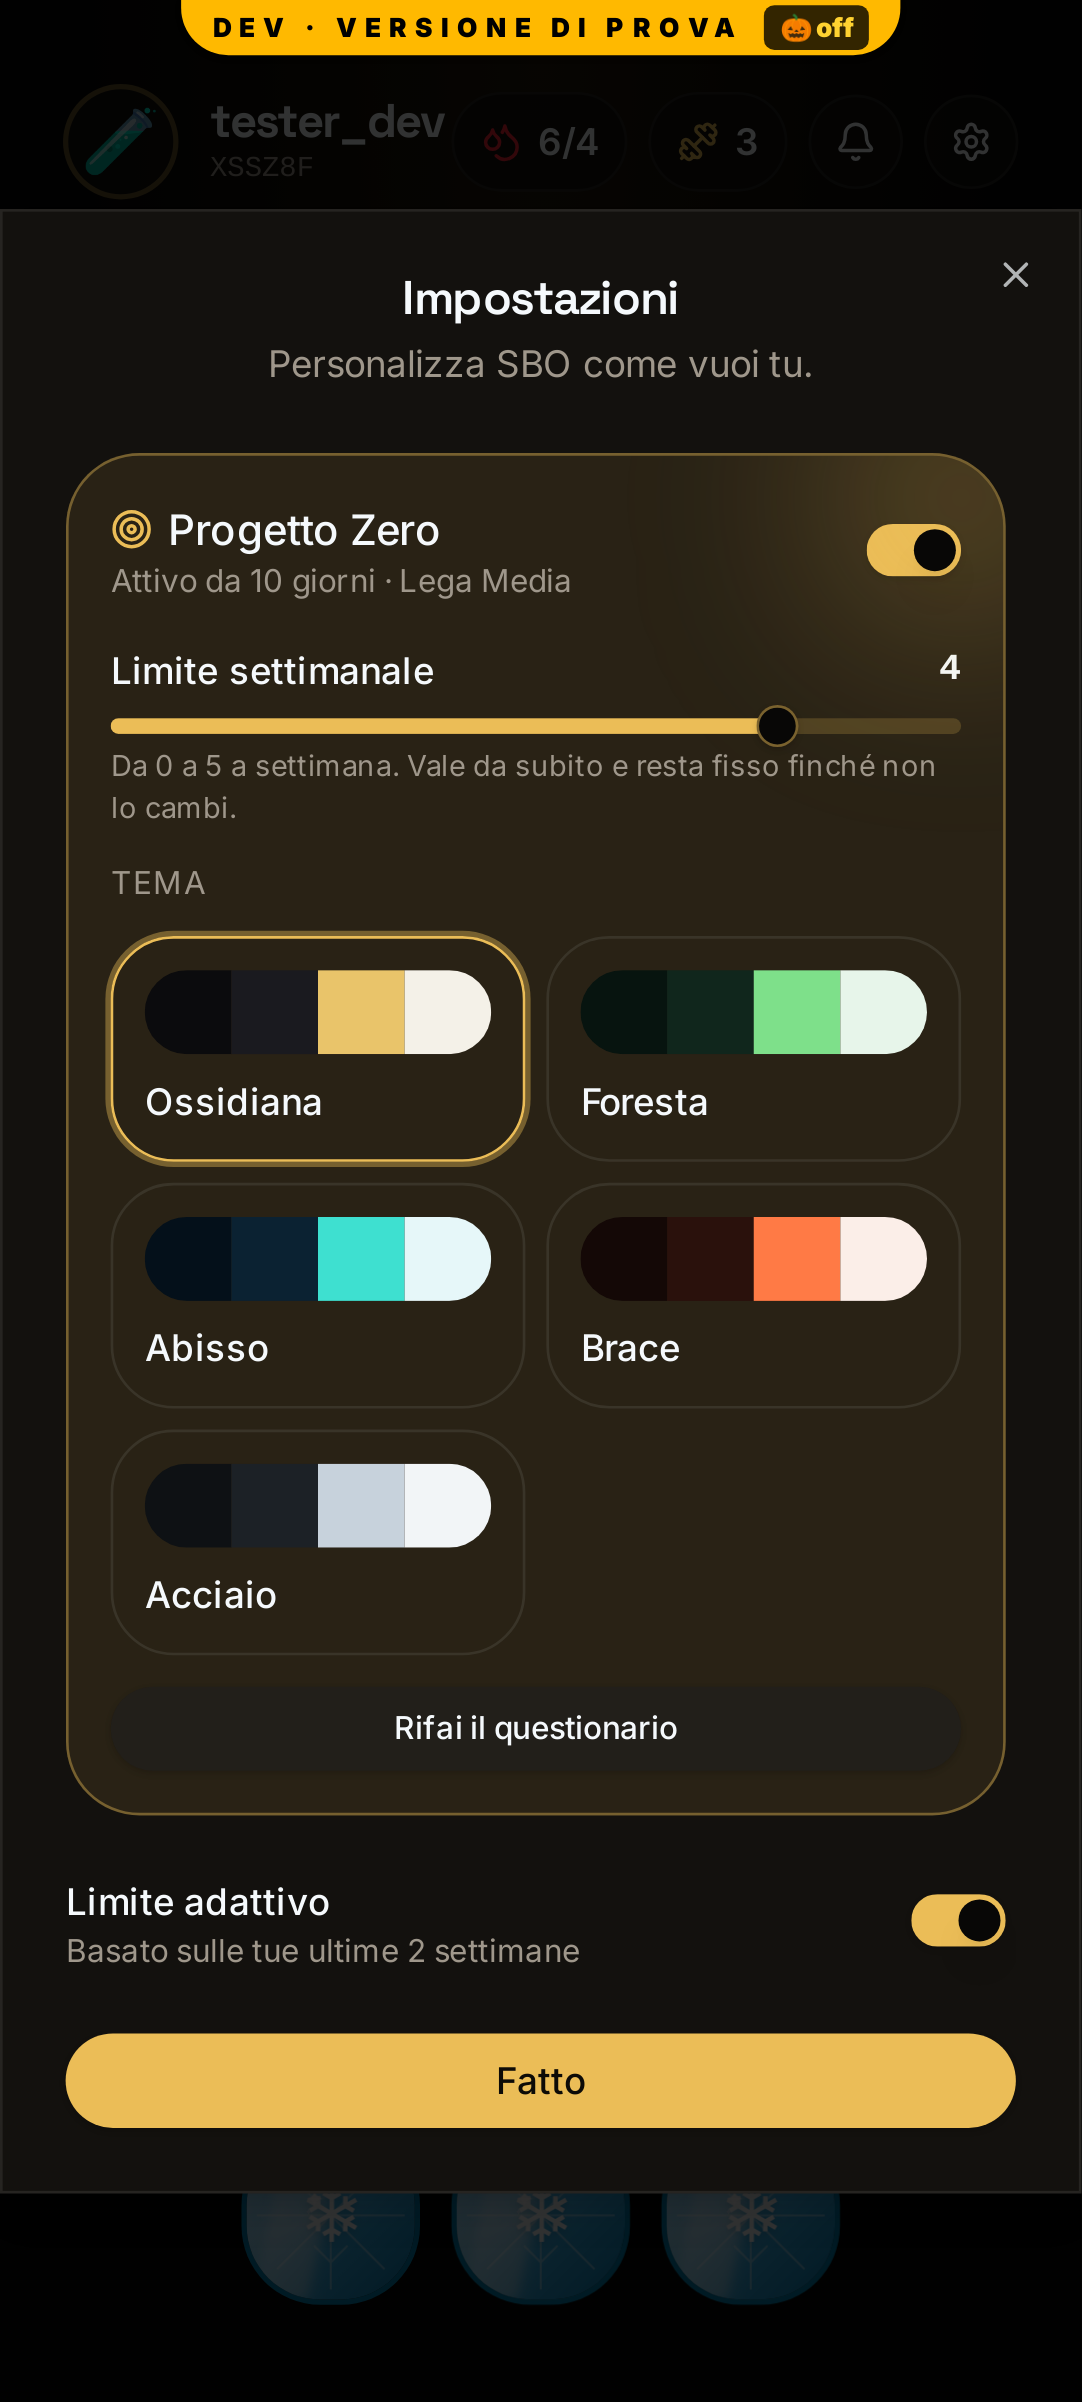 DEV · VERSIONE DI PROVA 🎃 off
tester_dev
XSSZ8F
6/4
3
Impostazioni
Personalizza SBO come vuoi tu.
Progetto Zero
Attivo da 10 giorni · Lega Media
Limite settimanale
4
Da 0 a 5 a settimana. Vale da subito e resta fisso finché non
lo cambi.
TEMA
Ossidiana
Foresta
Abisso
Brace
Acciaio
Rifai il questionario
Limite adattivo
Basato sulle tue ultime 2 settimane
Fatto